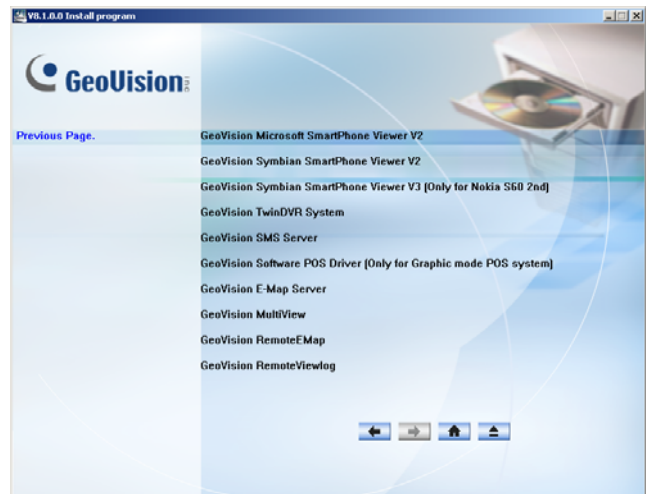 V8.1.0.0 Install program
GeoVision
Previous Page.
GeoVision Microsoft SmartPhone Viewer V2
GeoVision Symbian SmartPhone Viewer V2
GeoVision Symbian SmartPhone Viewer V3 (Only for Nokia S60 2nd)
GeoVision TwinDVR System
GeoVision SMS Server
GeoVision Software POS Driver (Only for Graphic mode POS system)
GeoVision E-Map Server
GeoVision MultiView
GeoVision RemoteEMap
GeoVision RemoteViewlog